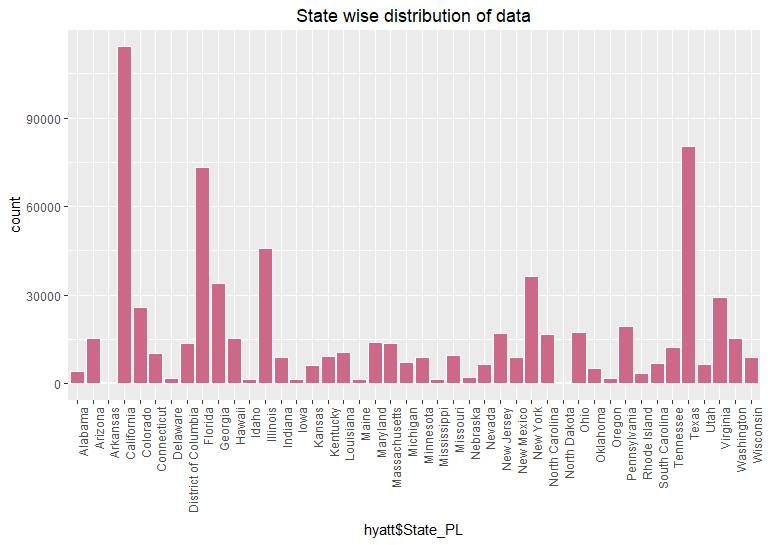 State wise distribution of data
count
90000
60000
30000
0
Alabama
Arizona
Arkansas
California
Colorado
Connecticut
Delaware
District of Columbia
Florida
Georgia
Hawaii
Idaho
Illinois
Indiana
Iowa
Kansas
Kentucky
Louisiana
Maine
Maryland
Massachusetts
Michigan
Minnesota
Mississippi
Missouri
Nebraska
Nevada
New Jersey
New Mexico
New York
North Carolina
North Dakota
Ohio
Oklahoma
Oregon
Pennsylvania
Rhode Island
South Carolina
Tennessee
Texas
Utah
Virginia
Washington
Wisconsin
hyatt$State_PL